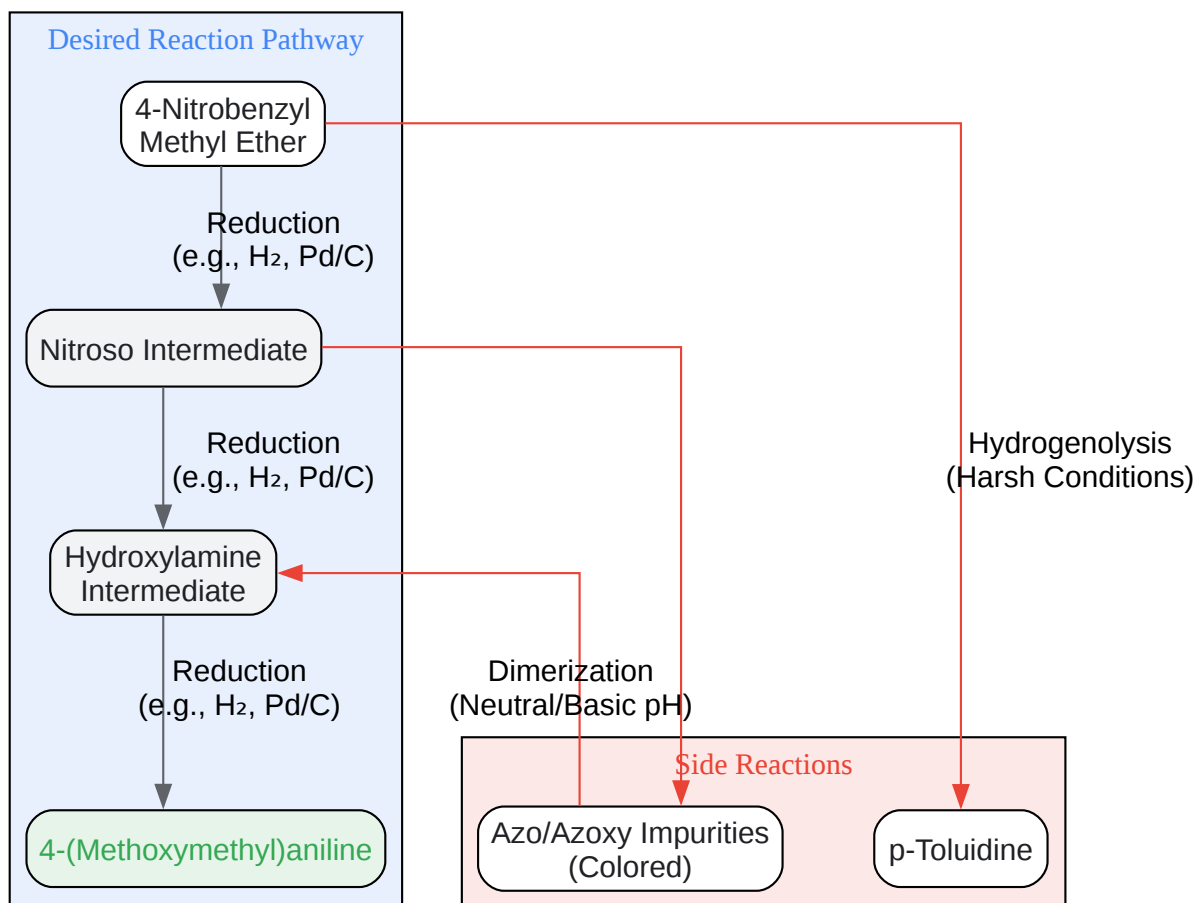 Desired Reaction Pathway
4-Nitrobenzyl
Methyl Ether
Reduction
(e.g., H₂, Pd/C)
Nitroso Intermediate
Reduction
(e.g., H₂, Pd/C)
Hydrogenolysis
(Harsh Conditions)
Hydroxylamine
Intermediate
Reduction
(e.g., H₂, Pd/C)
Dimerization
(Neutral/Basic pH)
Side Reactions
4-(Methoxymethyl)aniline
Azo/Azoxy Impurities
(Colored)
p-Toluidine